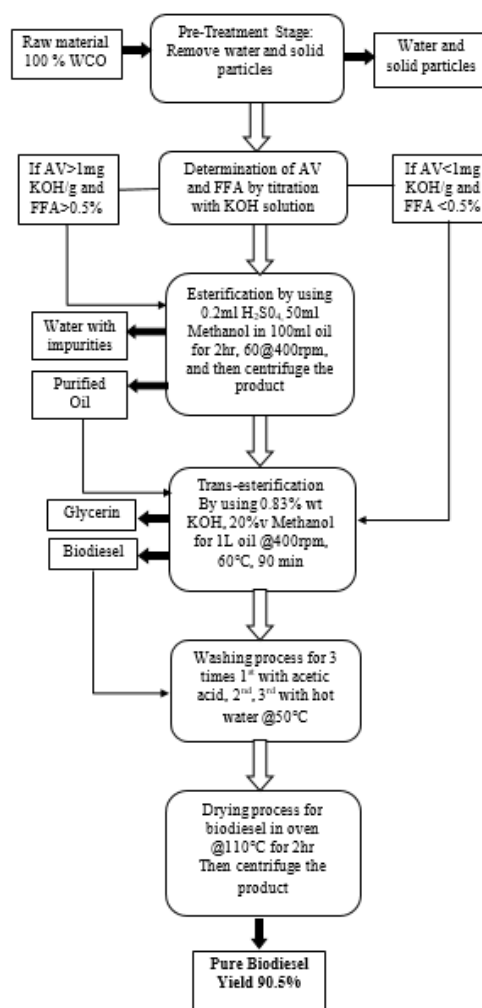 Raw material
100 % WCO
Pre-Treatment Stage:
Remove water and solid
particles
Water and
solid particles
If AV>1mg
KOH/g and
FFA>0.5%
Determination of AV
and FFA by titration
with KOH solution
If AV<1mg
KOH/g and
FFA <0.5%
Esterification by using
0.2ml H₂S0₄, 50ml
Methanol in 100ml oil
for 2hr, 60@400rpm,
and then centrifuge the
product
Water with
impurities
Purified
Oil
Trans-esterification
By using 0.83% wt
KOH, 20%v Methanol
for 1L oil @400rpm,
60℃, 90 min
Glycerin
Biodiesel
Washing process for 3
times 1ˢᵗ with acetic
acid, 2ⁿᵈ, 3ʳᵈ with hot
water @50℃
Drying process for
biodiesel in oven
@110℃ for 2hr
Then centrifuge the
product
Pure Biodiesel
Yield 90.5%